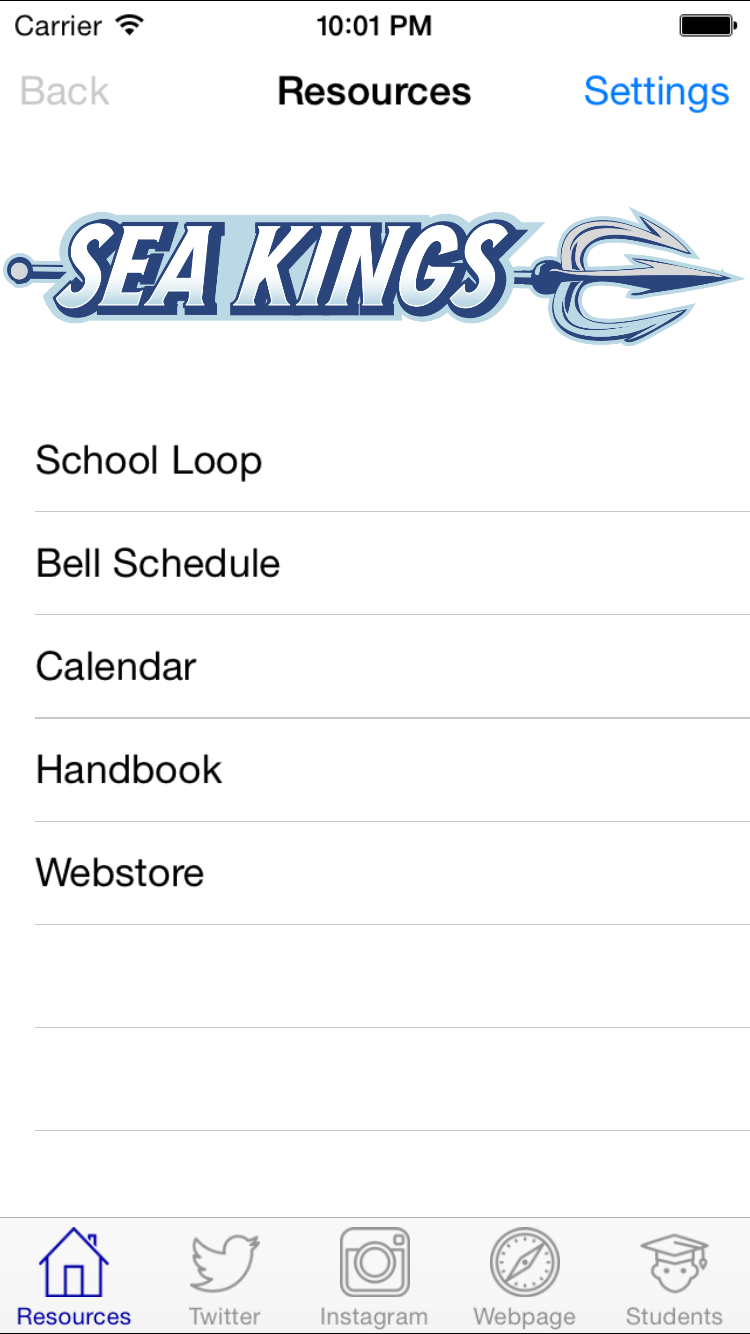 Carrier 10:01 PM
Back Resources Settings
SEA KINGS
School Loop
Bell Schedule
Calendar
Handbook
Webstore
Resources Twitter Instagram Webpage Students